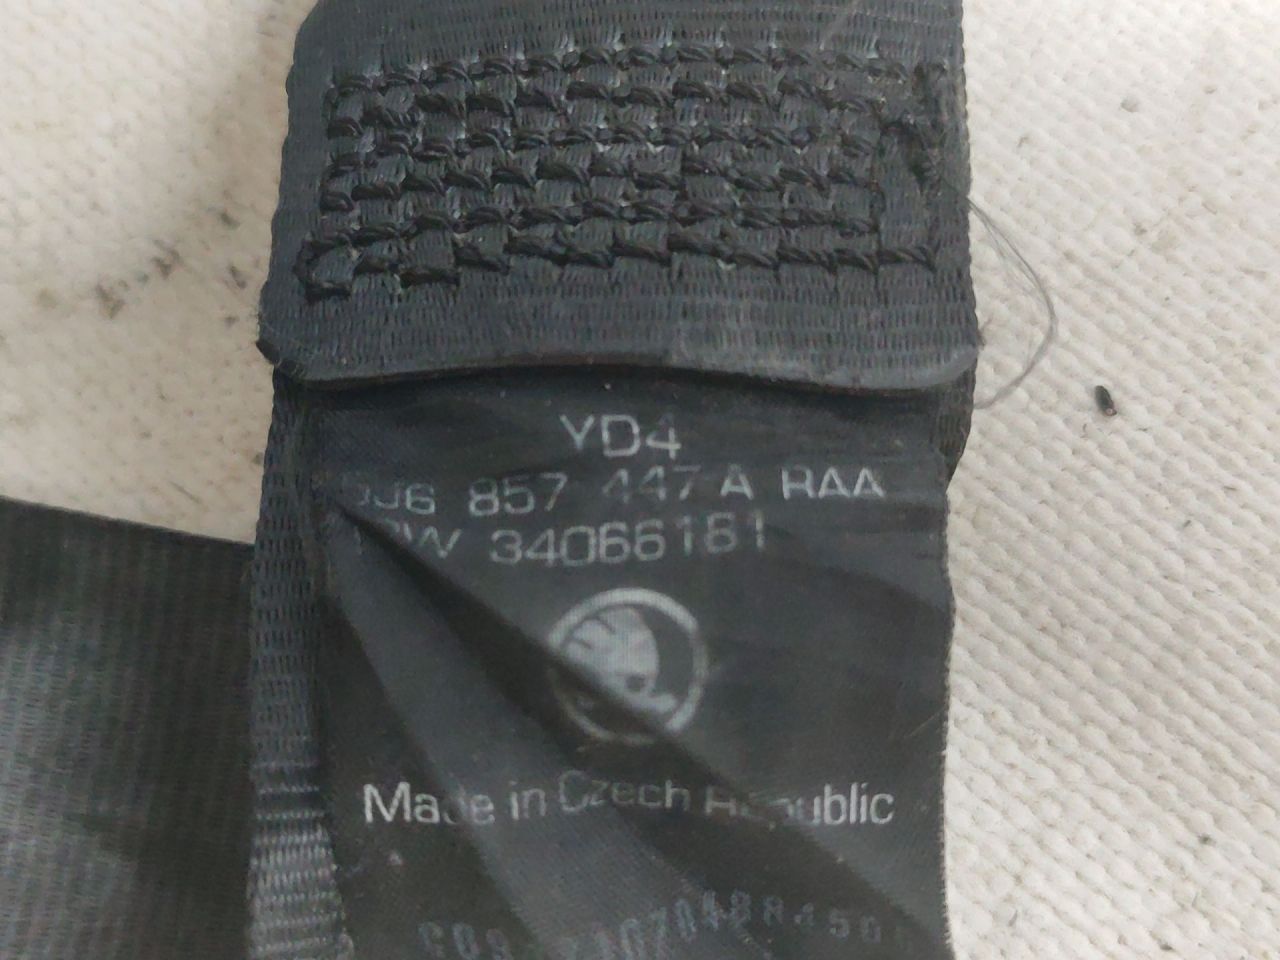 YD4
857 447 A RAA
34066181
Made in Czech Republic